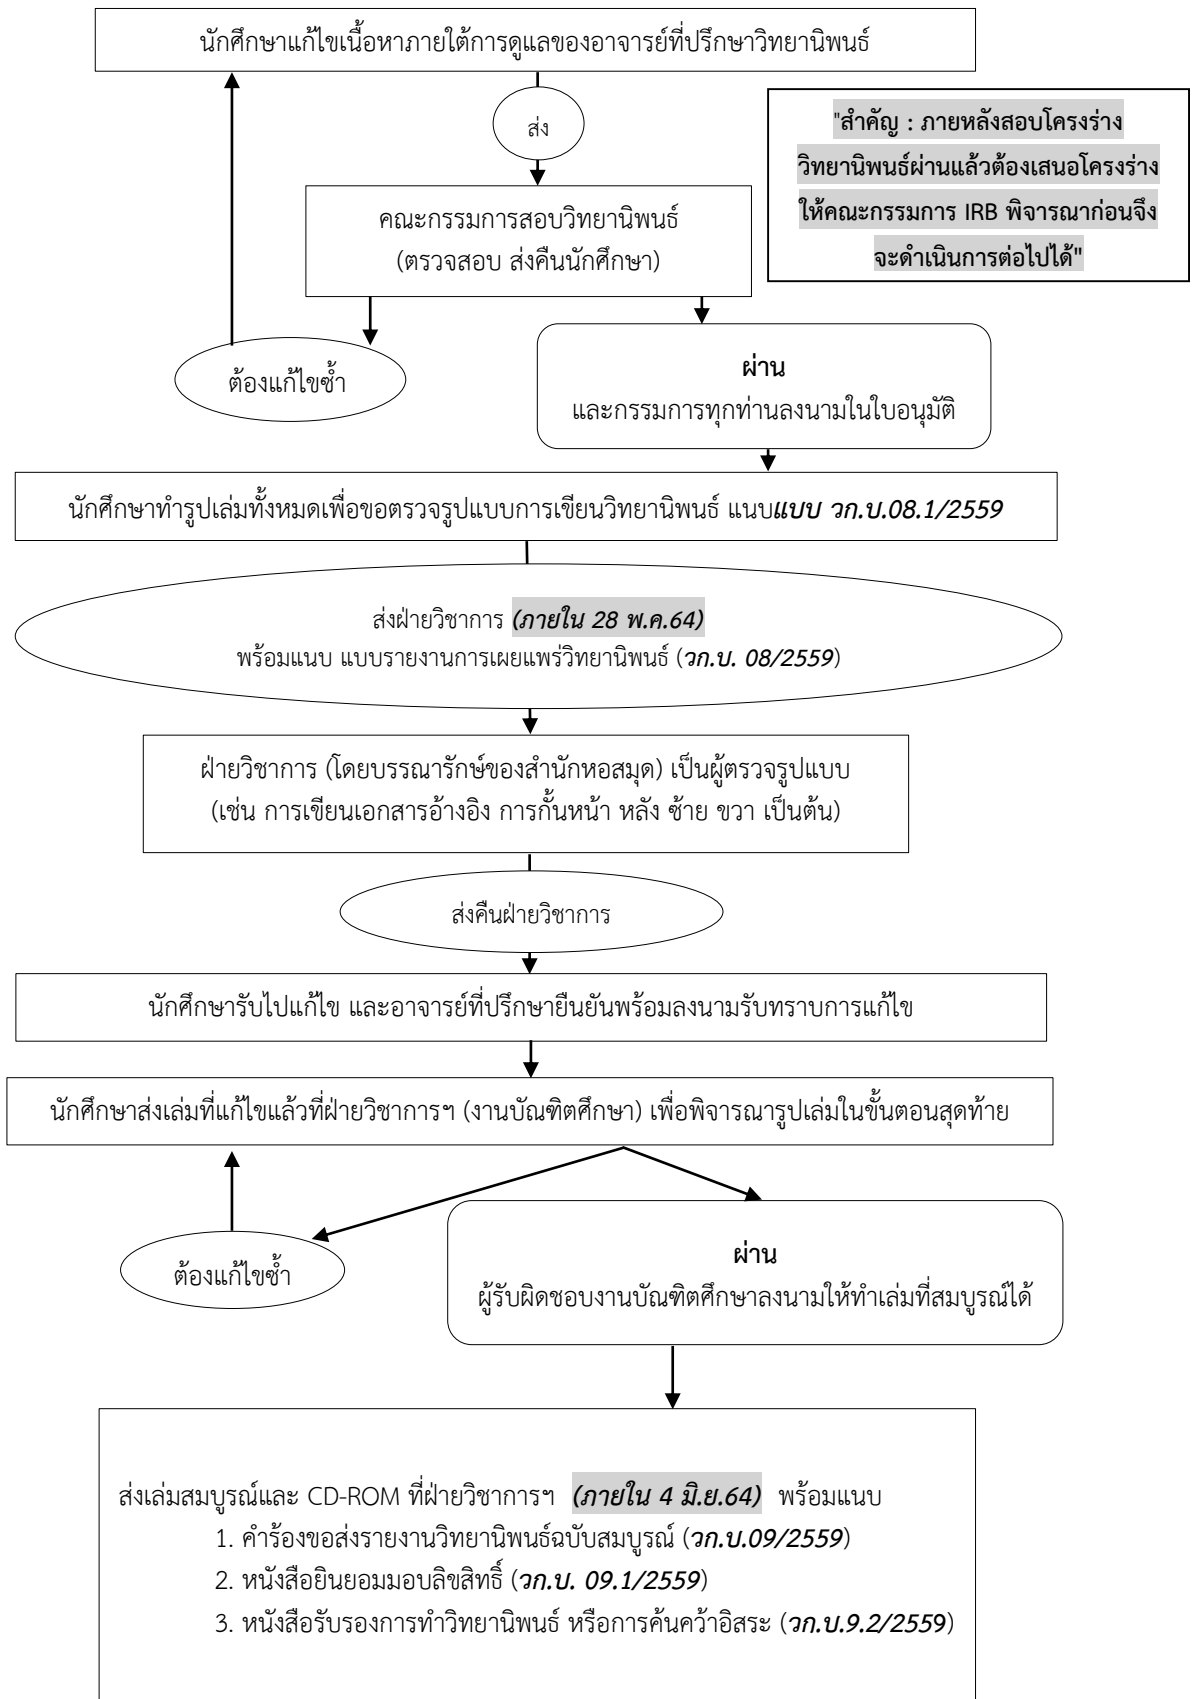 นักศึกษาแก้ไขเนื้อหาภายใต้การดูแลของอาจารย์ที่ปรึกษาวิทยานิพนธ์
ส่ง
"สำคัญ : ภายหลังสอบโครงร่าง
วิทยานิพนธ์ผ่านแล้วต้องเสนอโครงร่าง
ให้คณะกรรมการ IRB พิจารณาก่อนจึง
จะดำเนินการต่อไปได้"
คณะกรรมการสอบวิทยานิพนธ์
(ตรวจสอบ ส่งคืนนักศึกษา)
ต้องแก้ไขซ้ำ
ผ่าน
และกรรมการทุกท่านลงนามในใบอนุมัติ
นักศึกษาทำรูปเล่มทั้งหมดเพื่อขอตรวจรูปแบบการเขียนวิทยานิพนธ์ แนบแบบ วก.บ.08.1/2559
ส่งฝ่ายวิชาการ (ภายใน 28 พ.ค.64)
พร้อมแนบ แบบรายงานการเผยแพร่วิทยานิพนธ์ (วก.บ. 08/2559)
ฝ่ายวิชาการ (โดยบรรณารักษ์ของสำนักหอสมุด) เป็นผู้ตรวจรูปแบบ
(เช่น การเขียนเอกสารอ้างอิง การกั้นหน้า หลัง ซ้าย ขวา เป็นต้น)
ส่งคืนฝ่ายวิชาการ
นักศึกษารับไปแก้ไข และอาจารย์ที่ปรึกษายืนยันพร้อมลงนามรับทราบการแก้ไข
นักศึกษาส่งเล่มที่แก้ไขแล้วที่ฝ่ายวิชาการฯ (งานบัณฑิตศึกษา) เพื่อพิจารณารูปเล่มในขั้นตอนสุดท้าย
ต้องแก้ไขซ้ำ
ผ่าน
ผู้รับผิดชอบงานบัณฑิตศึกษาลงนามให้ทำเล่มที่สมบูรณ์ได้
ส่งเล่มสมบูรณ์และ CD-ROM ที่ฝ่ายวิชาการฯ (ภายใน 4 มิ.ย.64) พร้อมแนบ
1. คำร้องขอส่งรายงานวิทยานิพนธ์ฉบับสมบูรณ์ (วก.บ.09/2559)
2. หนังสือยินยอมมอบลิขสิทธิ์ (วก.บ. 09.1/2559)
3. หนังสือรับรองการทำวิทยานิพนธ์ หรือการค้นคว้าอิสระ (วก.บ.9.2/2559)